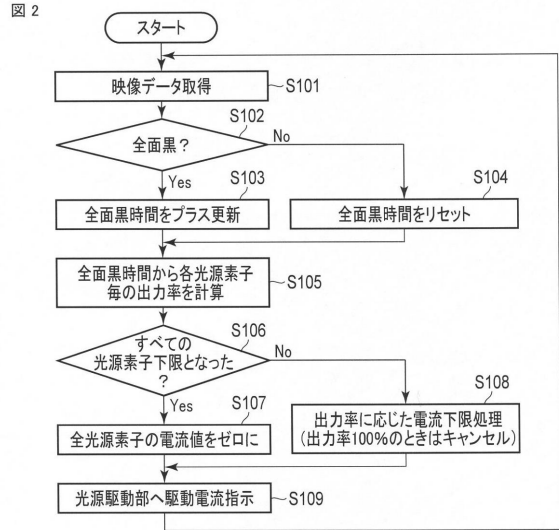 図 2
スタート
映像データ取得
S101
S102
全面黒？
No
Yes
S103
全面黒時間をプラス更新
S104
全面黒時間をリセット
全面黒時間から各光源素子
毎の出力率を計算
S105
S106
すべての
光源素子下限となった
？
No
Yes
S107
全光源素子の電流値をゼロに
S108
出力率に応じた電流下限処理
(出力率100%のときはキャンセル)
光源駆動部へ駆動電流指示
S109